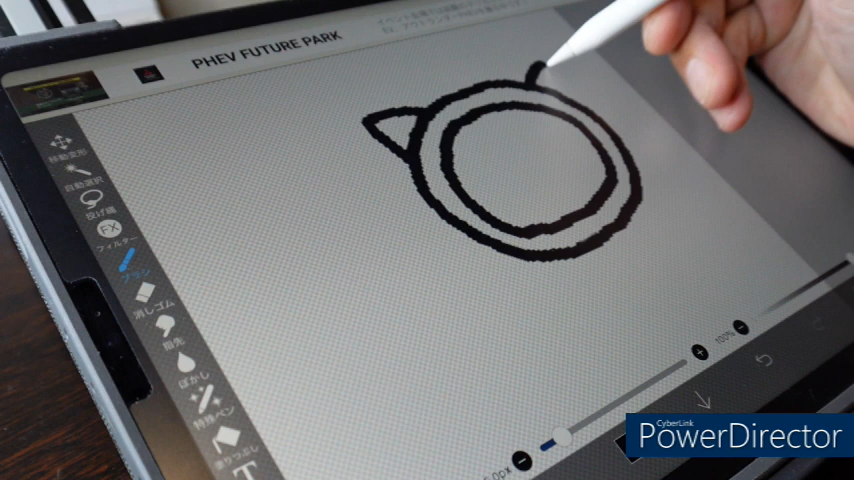 PHEV FUTURE PARK
移動変形
自動選択
投げ縄
FX
フィルター
ブラシ
消しゴム
指先
ぼかし
特殊ペン
塗りつぶし
T
100%
CyberLink
PowerDirector